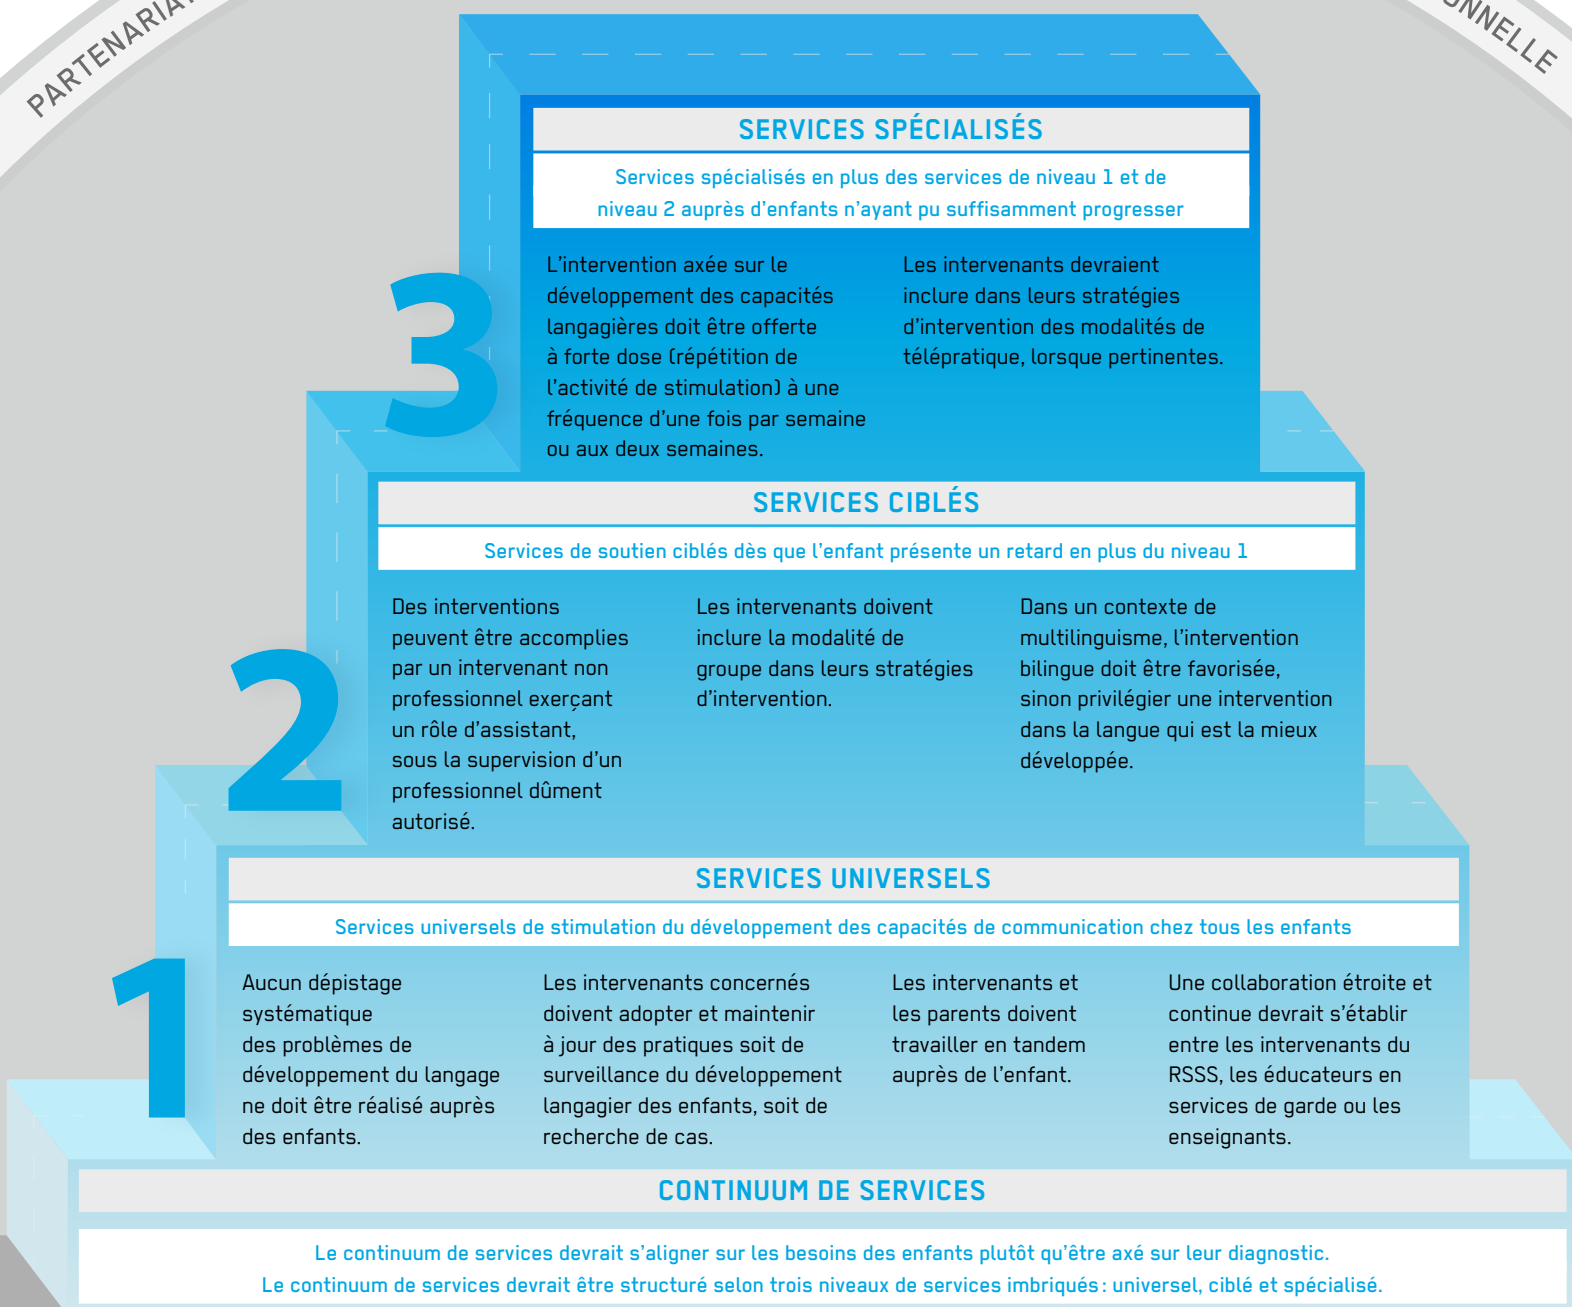 PARTENARIAT
SERVICES SPÉCIALISÉS
Services spécialisés en plus des services de niveau 1 et de
niveau 2 auprès d'enfants n'ayant pu suffisamment progresser
3
L'intervention axée sur le
développement des capacités
langagières doit être offerte
à forte dose (répétition de
l'activité de stimulation) à une
fréquence d'une fois par semaine
ou aux deux semaines.
Les intervenants devraient
inclure dans leurs stratégies
d'intervention des modalités de
télépratique, lorsque pertinentes.
SERVICES CIBLÉS
Services de soutien ciblés dès que l'enfant présente un retard en plus du niveau 1
2
Des interventions
peuvent être accomplies
par un intervenant non
professionnel exerçant
un rôle d'assistant,
sous la supervision d'un
professionnel dûment
autorisé.
Les intervenants doivent
inclure la modalité de
groupe dans leurs stratégies
d'intervention.
Dans un contexte de
multilinguisme, l'intervention
bilingue doit être favorisée,
sinon privilégier une intervention
dans la langue qui est la mieux
développée.
SERVICES UNIVERSELS
Services universels de stimulation du développement des capacités de communication chez tous les enfants
1
Aucun dépistage
systématique
des problèmes de
développement du langage
ne doit être réalisé auprès
des enfants.
Les intervenants concernés
doivent adopter et maintenir
à jour des pratiques soit de
surveillance du développement
langagier des enfants, soit de
recherche de cas.
Les intervenants et
les parents doivent
travailler en tandem
auprès de l'enfant.
Une collaboration étroite et
continue devrait s'établir
entre les intervenants du
RSSS, les éducateurs en
services de garde ou les
enseignants.
CONTINUUM DE SERVICES
Le continuum de services devrait s'aligner sur les besoins des enfants plutôt qu'être axé sur leur diagnostic.
Le continuum de services devrait être structuré selon trois niveaux de services imbriqués : universel, ciblé et spécialisé.